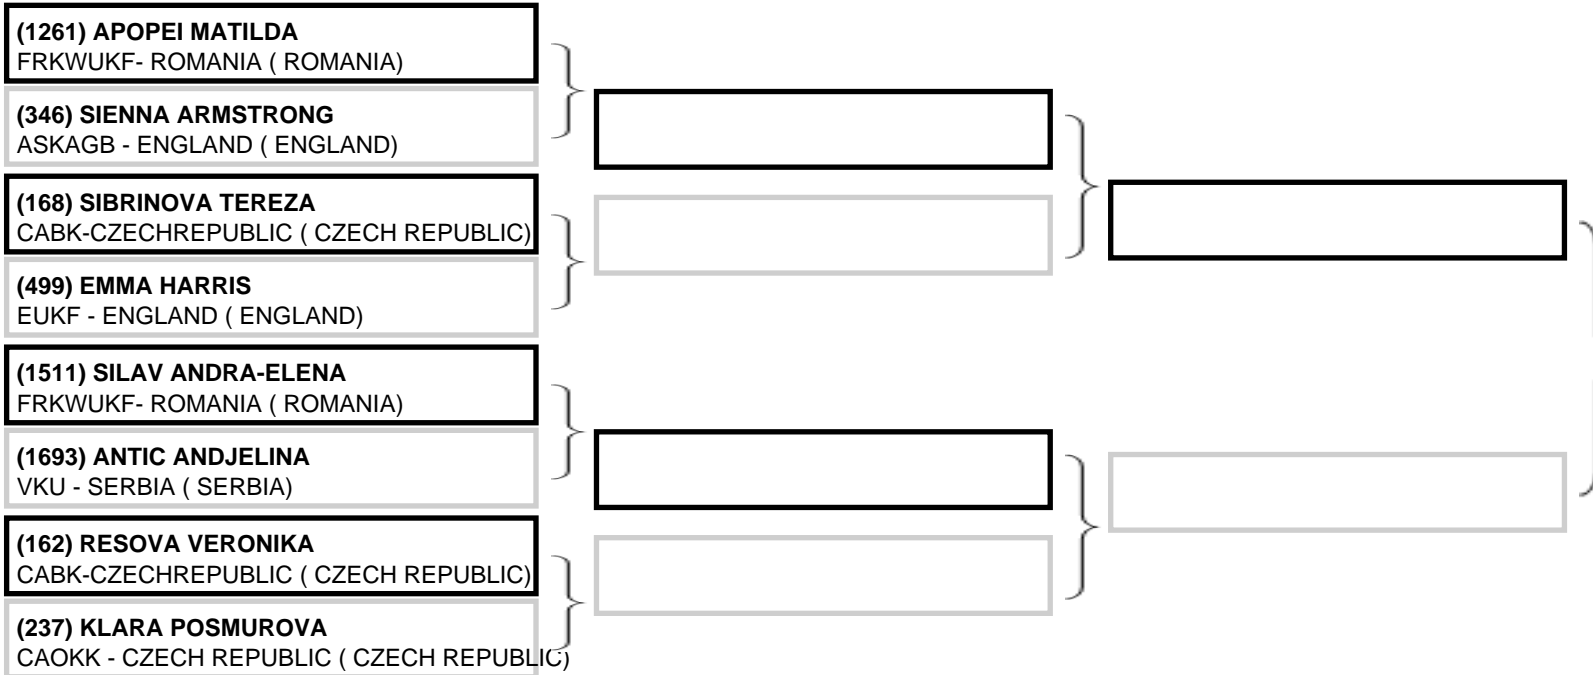 (1261) APOPEI MATILDA
FRKWUKF- ROMANIA ( ROMANIA)
(346) SIENNA ARMSTRONG
ASKAGB - ENGLAND ( ENGLAND)
(168) SIBRINOVA TEREZA
CABK-CZECHREPUBLIC ( CZECH REPUBLIC)
(499) EMMA HARRIS
EUKF - ENGLAND ( ENGLAND)
(1511) SILAV ANDRA-ELENA
FRKWUKF- ROMANIA ( ROMANIA)
(1693) ANTIC ANDJELINA
VKU - SERBIA ( SERBIA)
(162) RESOVA VERONIKA
CABK-CZECHREPUBLIC ( CZECH REPUBLIC)
(237) KLARA POSMUROVA
CAOKK - CZECH REPUBLIC ( CZECH REPUBLIC)